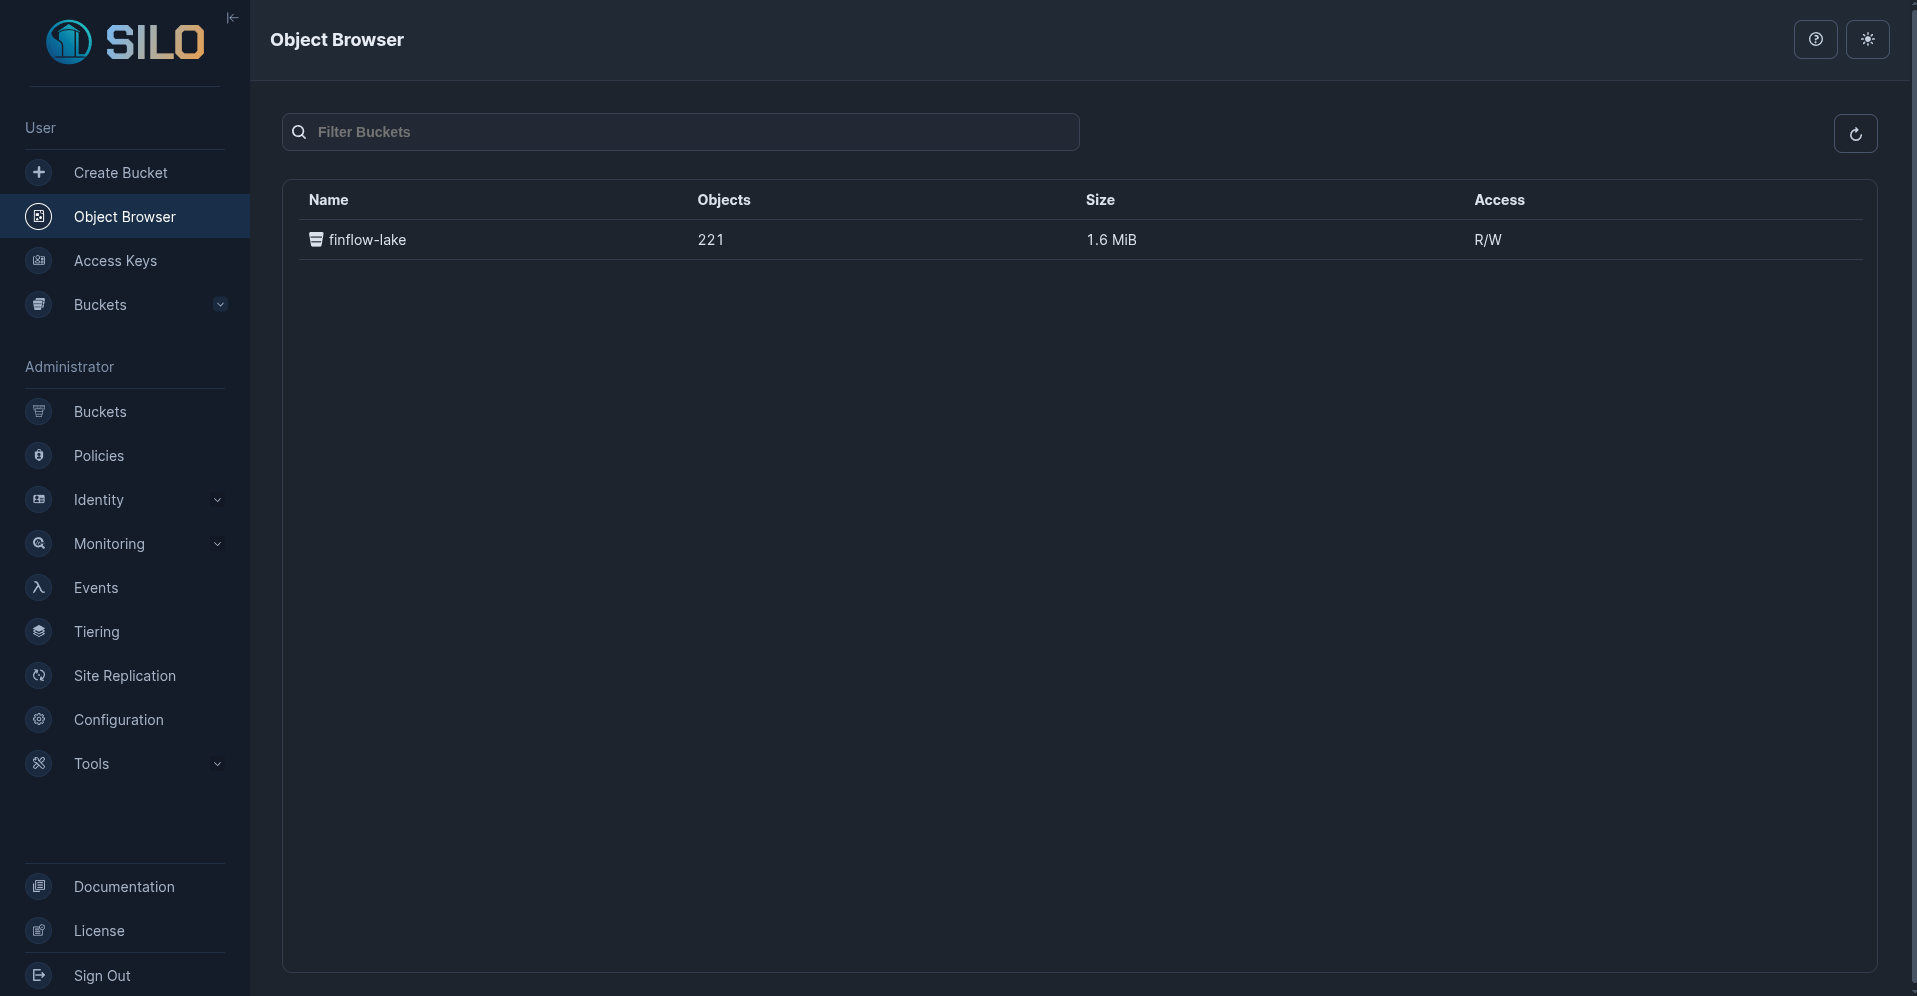 SILO
User
Create Bucket
Object Browser
Access Keys
Buckets
Administrator
Buckets
Policies
Identity
Monitoring
Events
Tiering
Site Replication
Configuration
Tools
Documentation
License
Sign Out
Object Browser
Filter Buckets
Name Objects Size Access
finflow-lake 221 1.6 MiB R/W